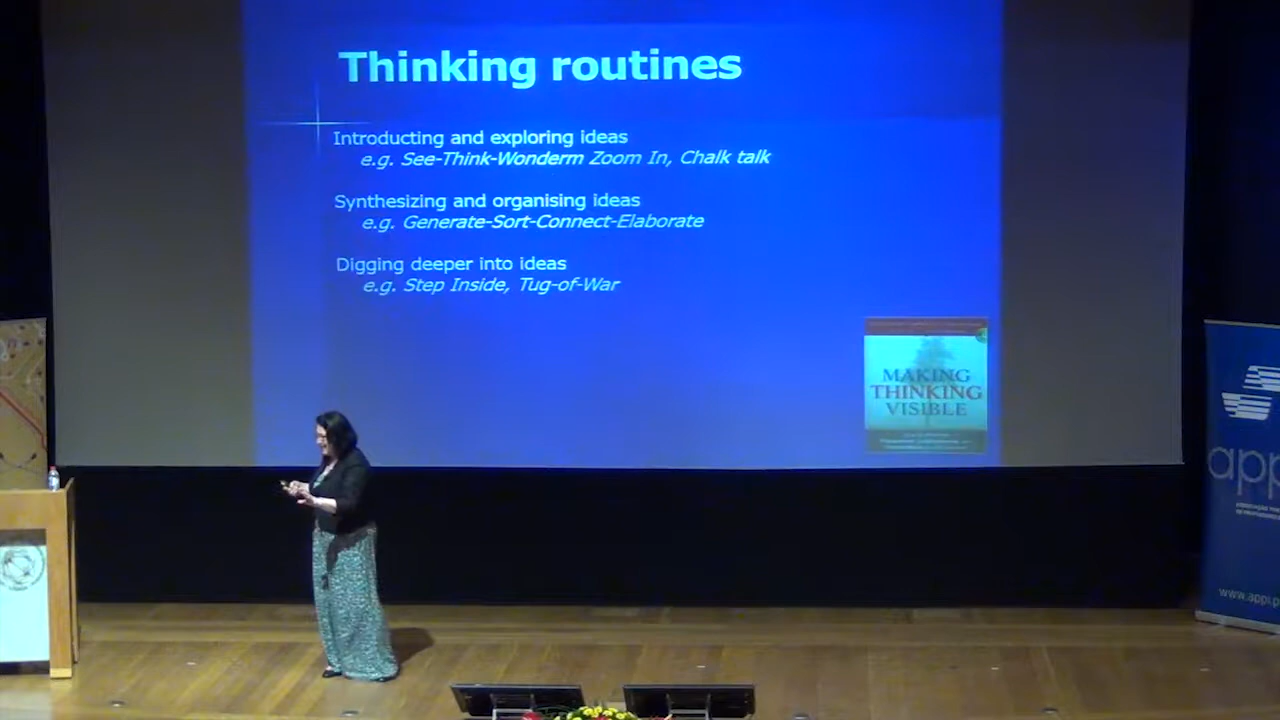 Thinking routines
Introducting and exploring ideas
e.g. See-Think-Wonderm Zoom In, Chalk talk
Synthesizing and organising ideas
e.g. Generate-Sort-Connect-Elaborate
Digging deeper into ideas
e.g. Step Inside, Tug-of-War
MAKING
THINKING
VISIBLE
app
www.appi.p